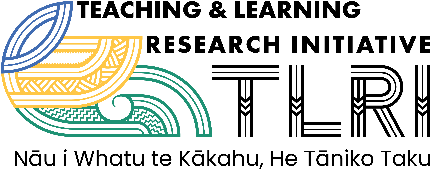 TEACHING & LEARNING
RESEARCH INITIATIVE
TLRI
Nāu i Whatu te Kākahu, He Tāniko Taku